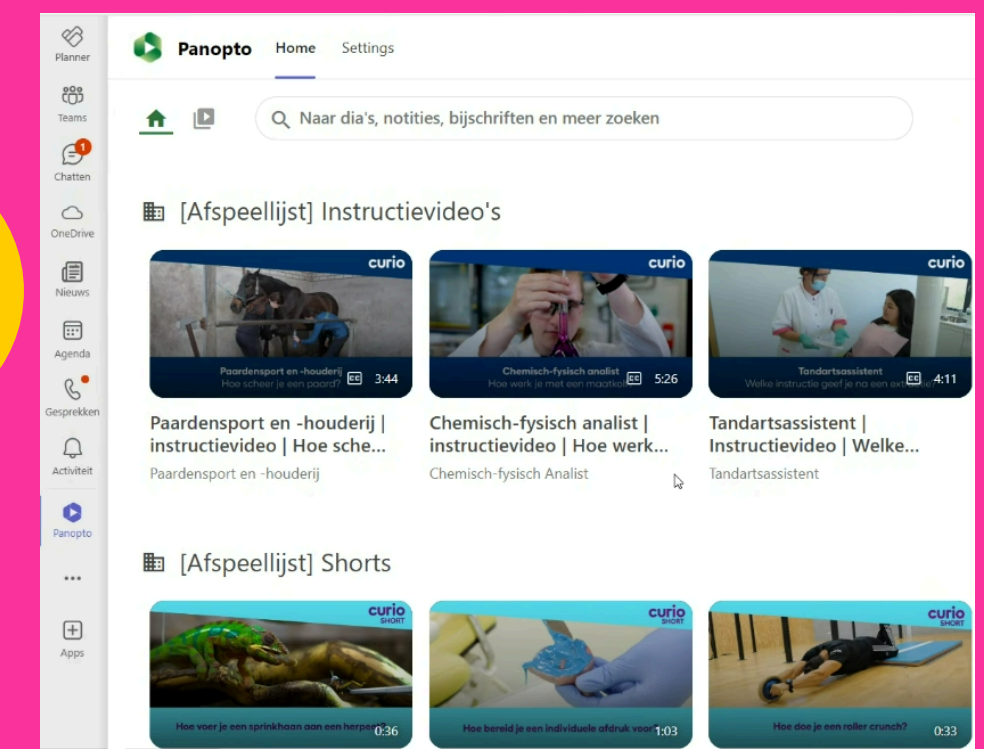 Planner
Teams
1
Chatten
OneDrive
Nieuws
Agenda
Gesprekken
Activiteit
Panopto
Apps
Panopto Home Settings
Naar dia's, notities, bijschriften en meer zoeken
[Afspeellijst] Instructievideo's
curio
Paardensport en -houderij
Hoe scheer je een paard?
CC 3:44
Paardensport en -houderij |
instructievideo | Hoe sche...
Paardensport en -houderij
curio
Chemisch-fysisch analist
Hoe werk je met een maatkol
CC 5:26
Chemisch-fysisch analist |
instructievideo | Hoe werk...
Chemisch-fysisch Analist
curio
Tandartsassistent
Welke instructie geef je na een
CC 4:11
Tandartsassistent |
Instructievideo | Welke...
Tandartsassistent
[Afspeellijst] Shorts
curio
SHORT
Hoe voer je een sprinkhaan aan een
0:36
curio
SHORT
Hoe bereid je een individuele afdruk voor?
1:03
curio
SHORT
Hoe doe je een roller crunch?
0:33